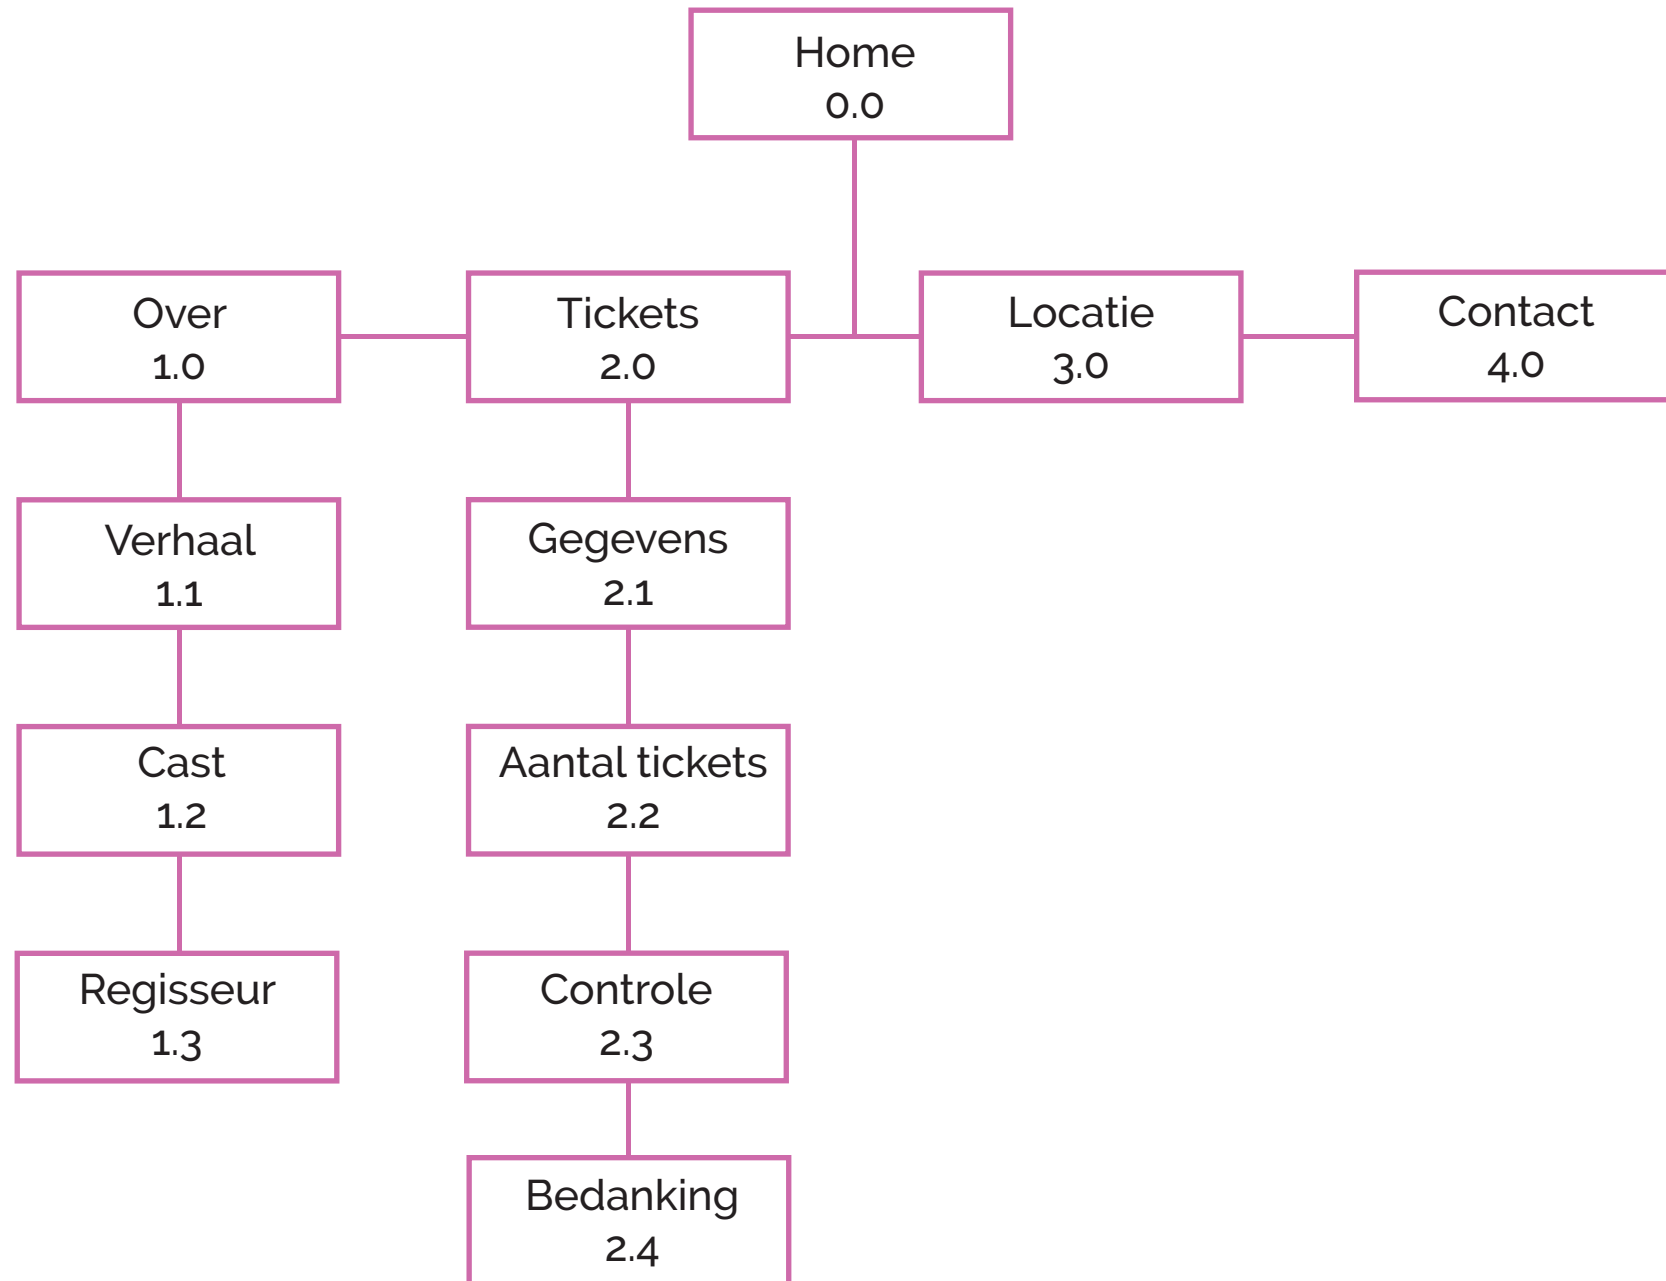 Home
0.0
Over
1.0
Tickets
2.0
Locatie
3.0
Contact
4.0
Verhaal
1.1
Gegevens
2.1
Cast
1.2
Aantal tickets
2.2
Regisseur
1.3
Controle
2.3
Bedanking
2.4